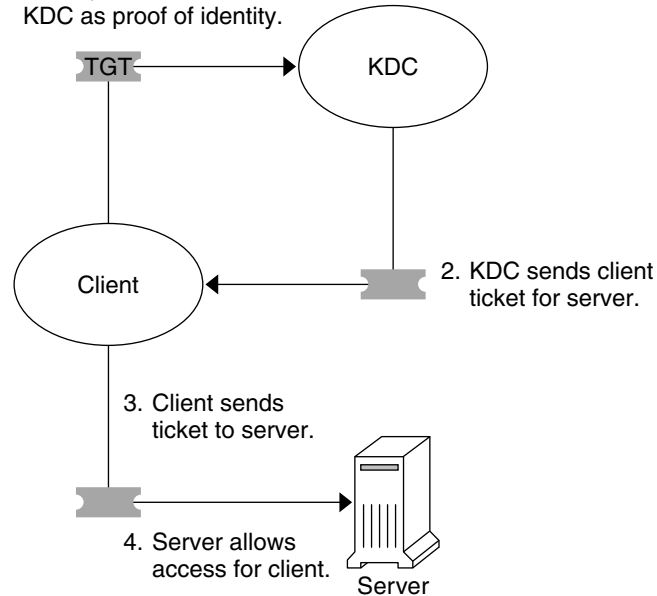 KDC as proof of identity.
TGT
KDC
Client
2. KDC sends client
ticket for server.
3. Client sends
ticket to server.
4. Server allows
access for client.
Server